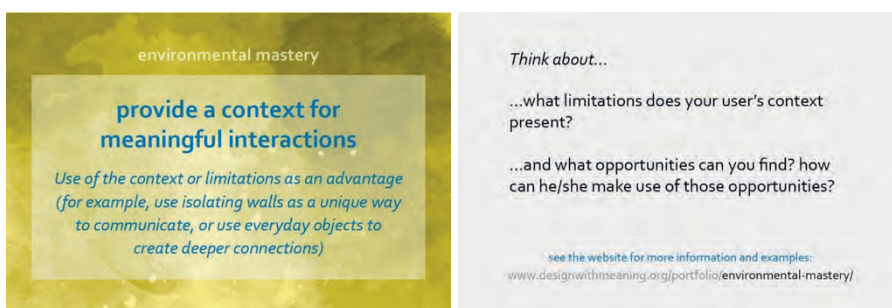 environmental mastery
provide a context for
meaningful interactions
Use of the context or limitations as an advantage
(for example, use isolating walls as a unique way
to communicate, or use everyday objects to
create deeper connections)
Think about...
...what limitations does your user's context
present?
...and what opportunities can you find? how
can he/she make use of those opportunities?
see the website for more information and examples:
www.designwithmeaning.org/portfolio/environmental-mastery/